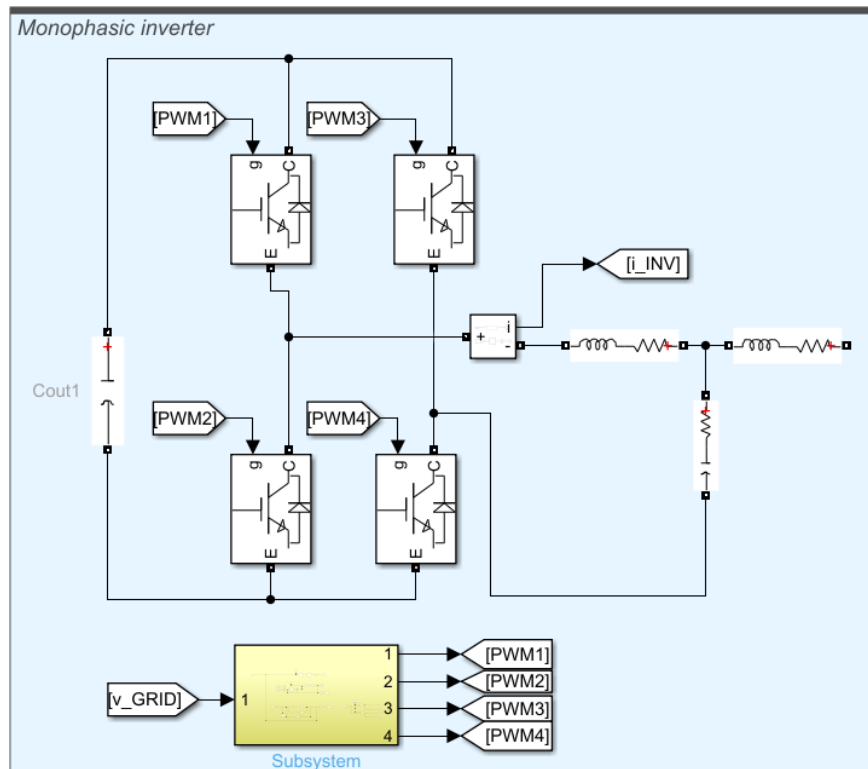 Monophasic inverter
[PWM1]
[PWM3]
g
C
g
C
E
E
[i_INV]
i
+
-
+
+
+
Cout1
+
[PWM2]
[PWM4]
g
C
g
C
E
E
[v_GRID]
1
1
[PWM1]
2
[PWM2]
3
[PWM3]
4
[PWM4]
Subsystem